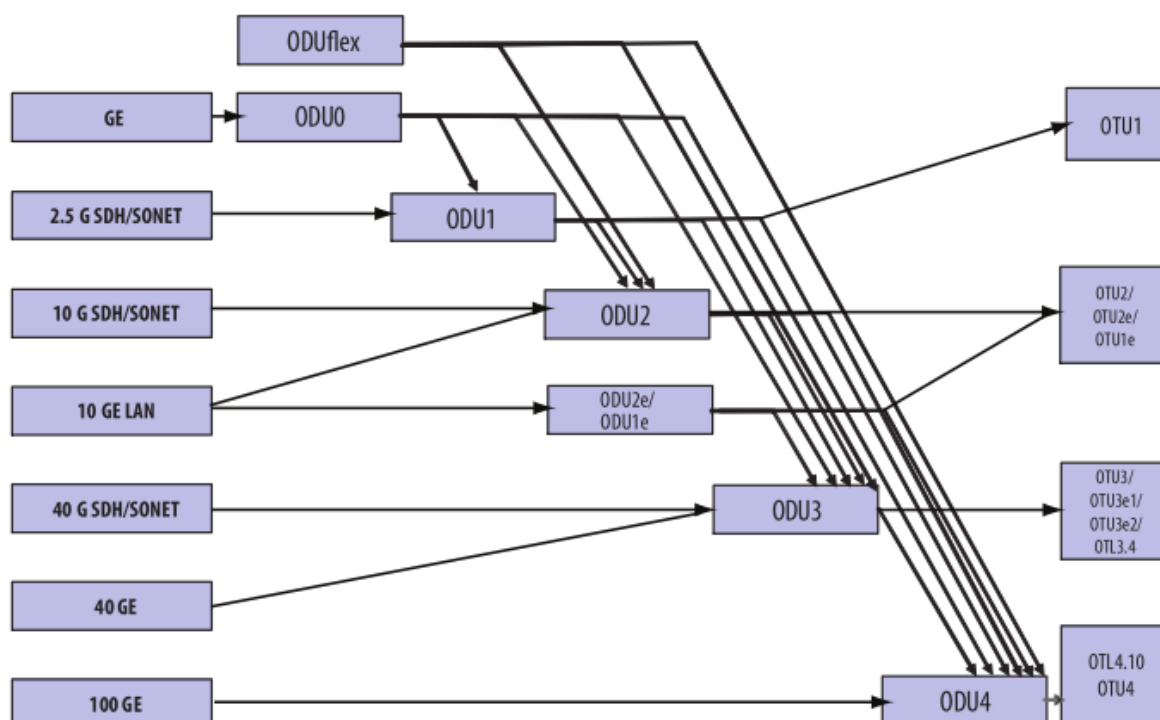 ODUflex
GE
ODU0
OTU1
2.5 G SDH/SONET
ODU1
10 G SDH/SONET
ODU2
OTU2/
OTU2e/
OTU1e
10 GE LAN
ODU2e/
ODU1e
40 G SDH/SONET
ODU3
OTU3/
OTU3e1/
OTU3e2/
OTL3.4
40 GE
100 GE
ODU4
OTL4.10
OTU4